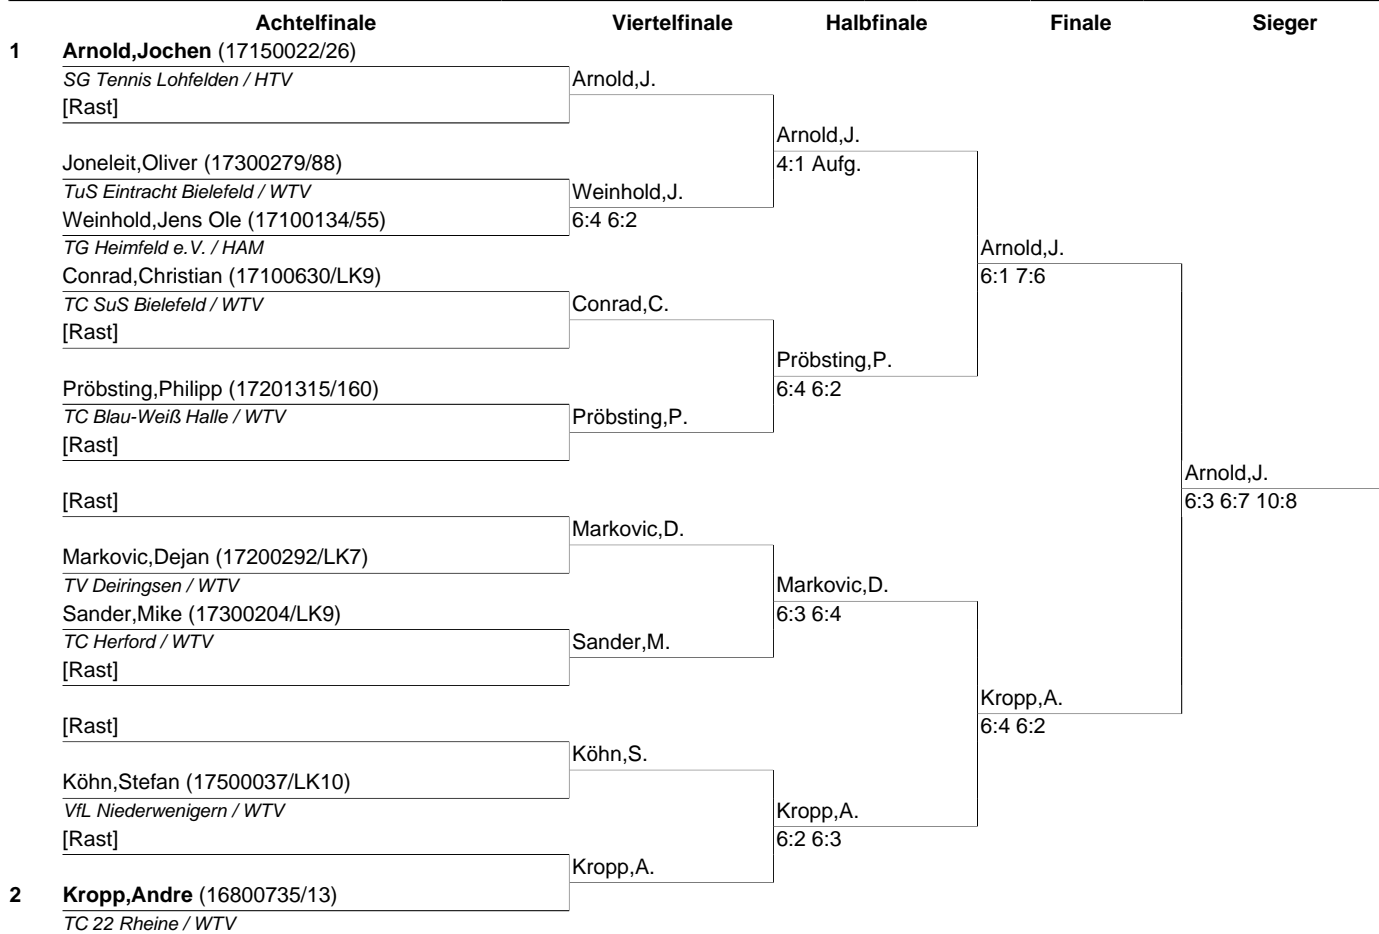 Achtelfinale Viertelfinale Halbfinale Finale Sieger
1 Arnold,Jochen (17150022/26)
SG Tennis Lohfelden / HTV Arnold,J.
[Rast]
Arnold,J.
Joneleit,Oliver (17300279/88) 4:1 Aufg.
TuS Eintracht Bielefeld / WTV Weinhold,J.
Weinhold,Jens Ole (17100134/55) 6:4 6:2
TG Heimfeld e.V. / HAM Arnold,J.
Conrad,Christian (17100630/LK9) 6:1 7:6
TC SuS Bielefeld / WTV Conrad,C.
[Rast]
Pröbsting,P.
Pröbsting,Philipp (17201315/160) 6:4 6:2
TC Blau-Weiß Halle / WTV Pröbsting,P.
[Rast]
Arnold,J.
[Rast] 6:3 6:7 10:8
Markovic,D.
Markovic,Dejan (17200292/LK7)
TV Deiringsen / WTV Markovic,D.
Sander,Mike (17300204/LK9) 6:3 6:4
TC Herford / WTV Sander,M.
[Rast]
Kropp,A.
[Rast] 6:4 6:2
Köhn,S.
Köhn,Stefan (17500037/LK10)
VfL Niederwenigern / WTV Kropp,A.
[Rast] 6:2 6:3
Kropp,A.
2 Kropp,Andre (16800735/13)
TC 22 Rheine / WTV